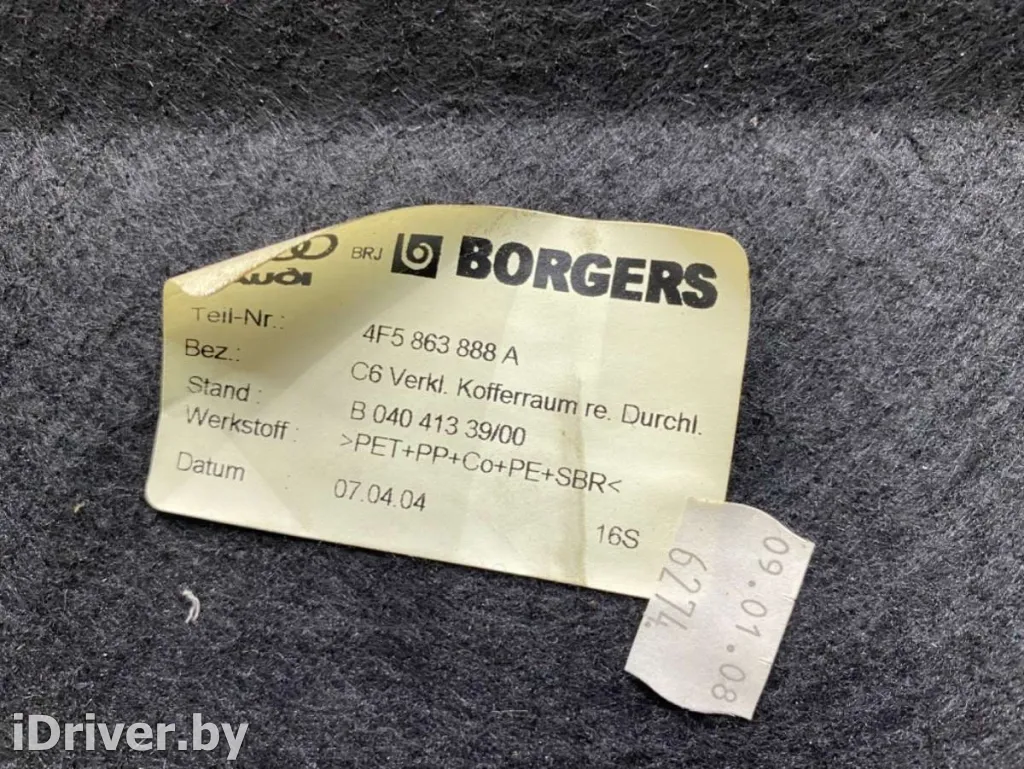 Audi BRJ BORGERS
Teil-Nr.: 4F5 863 888 A
Bez.: C6 Verkl. Kofferraum re. Durchl.
Stand : B 040 413 39/00
Werkstoff : >PET+PP+Co+PE+SBR<
Datum : 07.04.04
16S
09.01.08
6274
iDriver.by